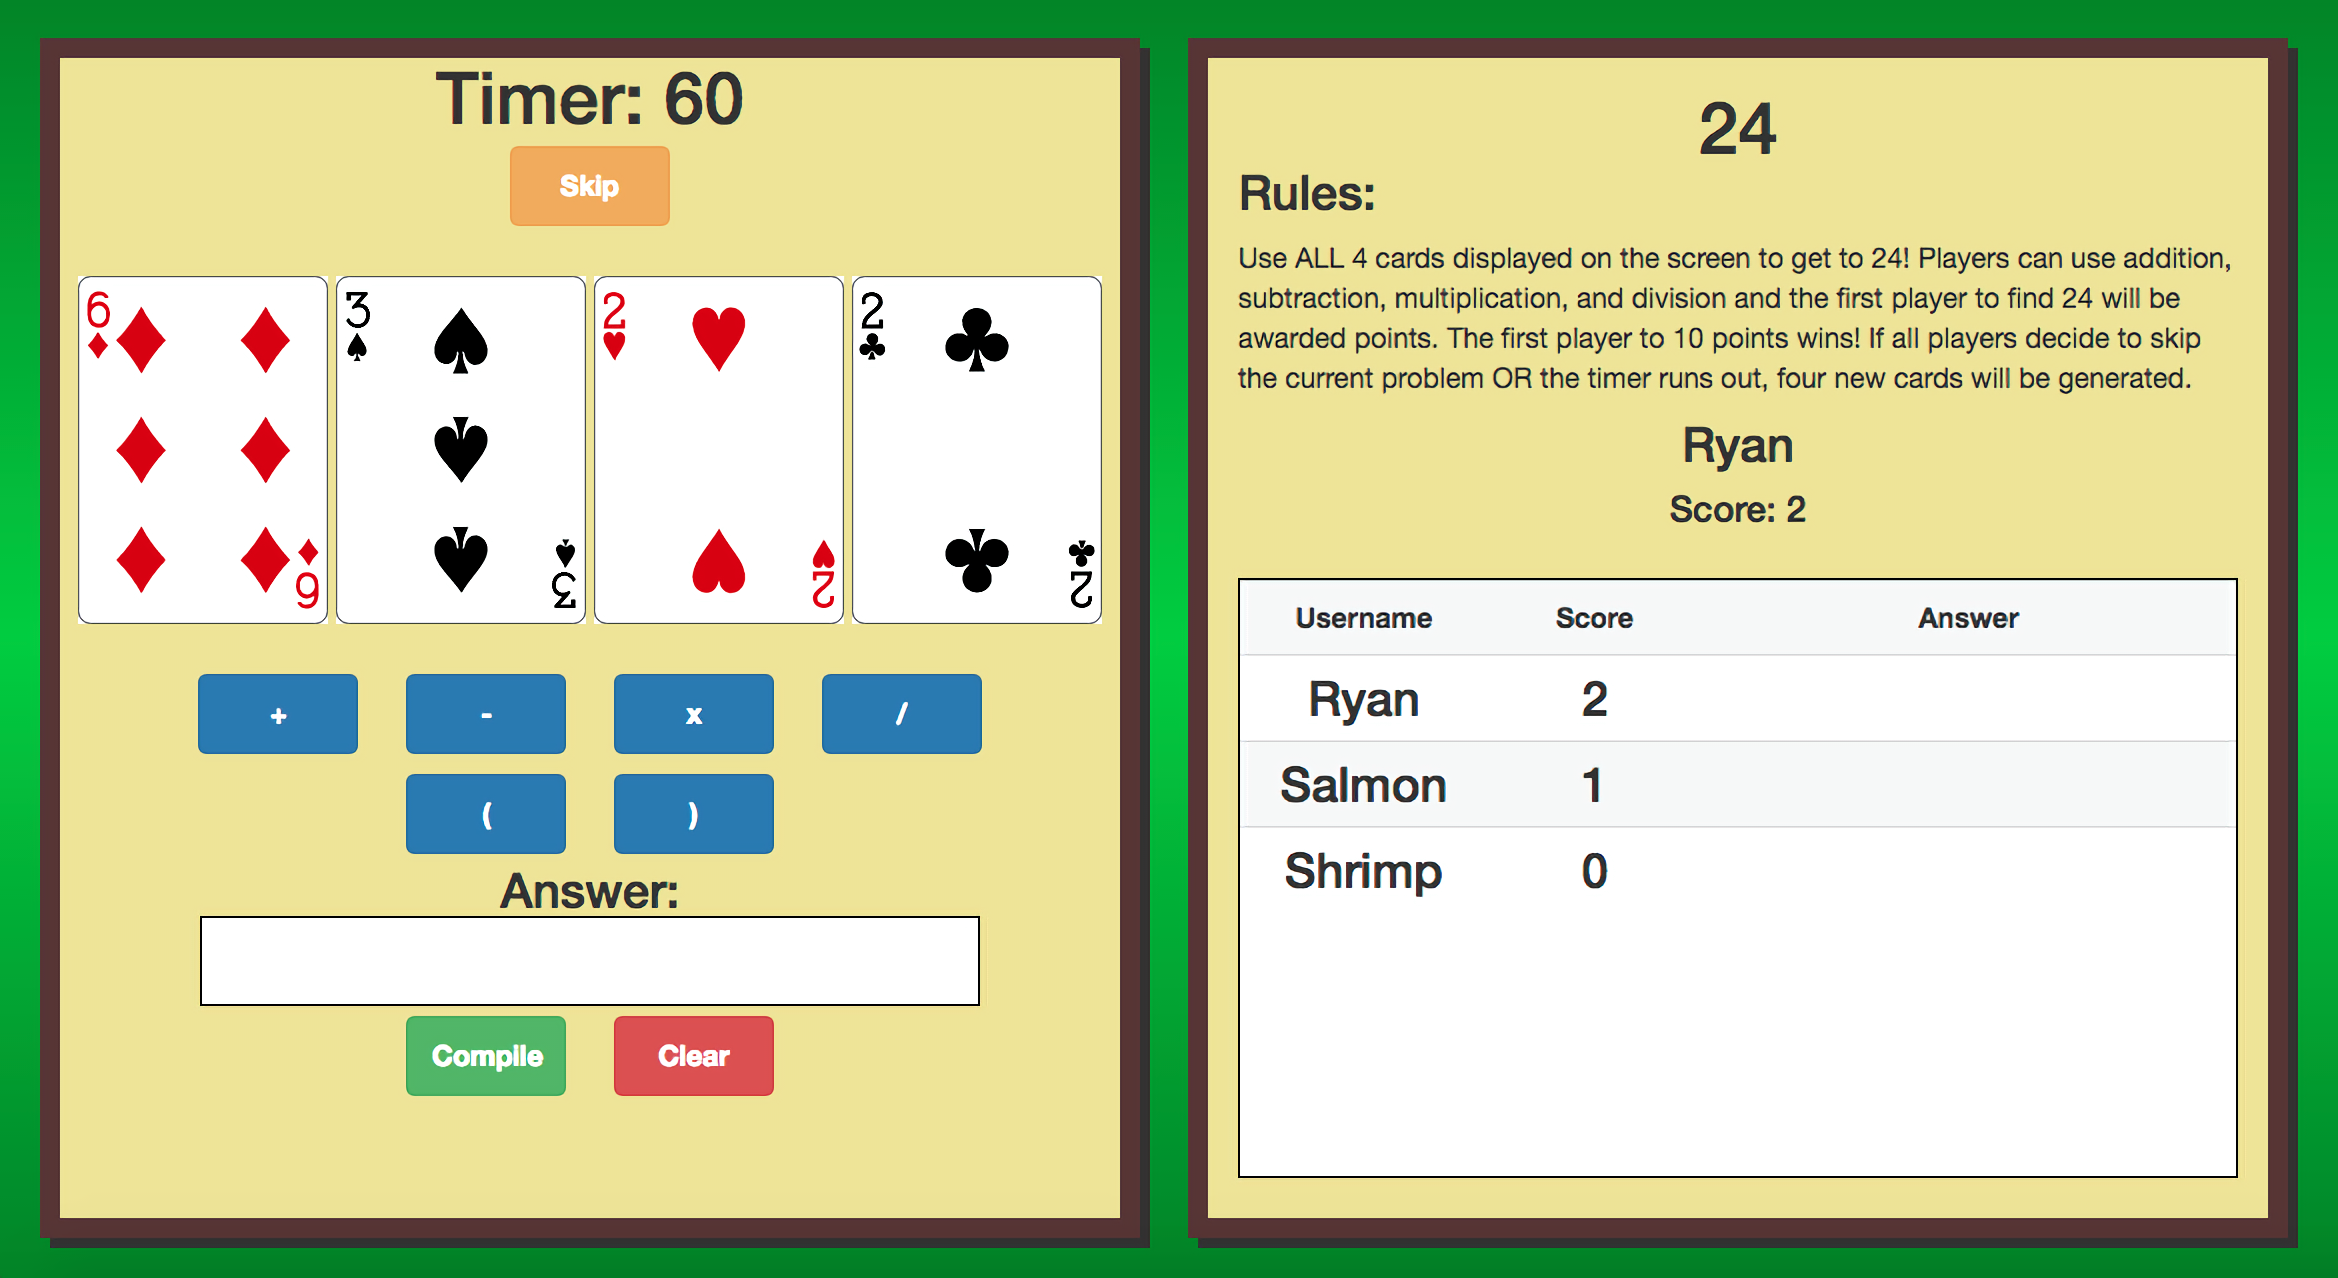 Timer: 60
Skip
6 3 2 2
9 3 2 2
+ - x /
( )
Answer:
Compile Clear
24
Rules:
Use ALL 4 cards displayed on the screen to get to 24! Players can use addition,
subtraction, multiplication, and division and the first player to find 24 will be
awarded points. The first player to 10 points wins! If all players decide to skip
the current problem OR the timer runs out, four new cards will be generated.
Ryan
Score: 2
Username Score Answer
Ryan 2
Salmon 1
Shrimp 0